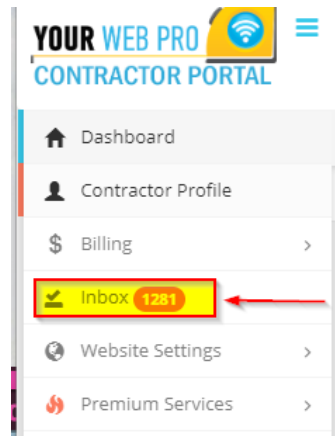 YOUR WEB PRO
CONTRACTOR PORTAL
Dashboard
Contractor Profile
$ Billing
Inbox 1281
Website Settings
Premium Services